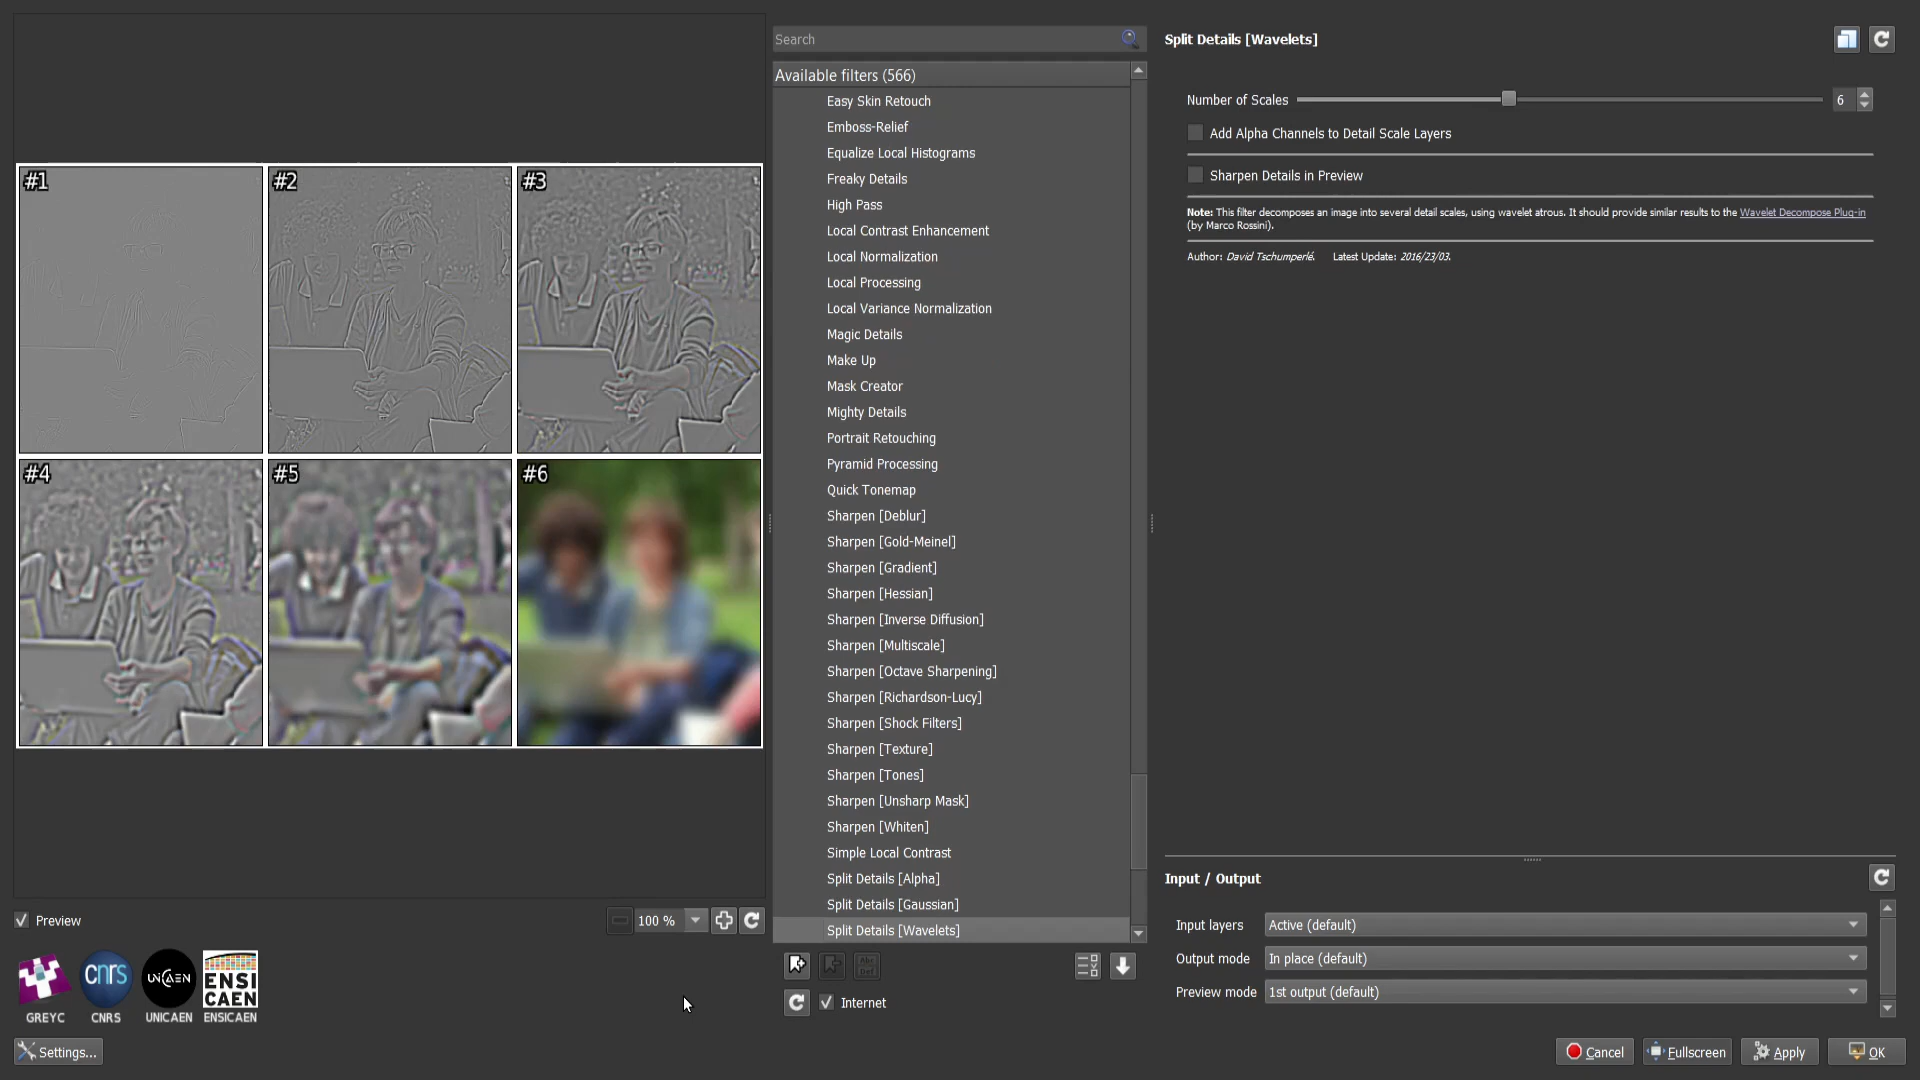 #1
#2
#3
#4
#5
#6
Preview
100 %
GREYC
cnrs
CNRS
UNICAEN
UNICAEN
ENSI
CAEN
ENSICAEN
Settings...
Search
Available filters (566)
Easy Skin Retouch
Emboss-Relief
Equalize Local Histograms
Freaky Details
High Pass
Local Contrast Enhancement
Local Normalization
Local Processing
Local Variance Normalization
Magic Details
Make Up
Mask Creator
Mighty Details
Portrait Retouching
Pyramid Processing
Quick Tonemap
Sharpen [Deblur]
Sharpen [Gold-Meinel]
Sharpen [Gradient]
Sharpen [Hessian]
Sharpen [Inverse Diffusion]
Sharpen [Multiscale]
Sharpen [Octave Sharpening]
Sharpen [Richardson-Lucy]
Sharpen [Shock Filters]
Sharpen [Texture]
Sharpen [Tones]
Sharpen [Unsharp Mask]
Sharpen [Whiten]
Simple Local Contrast
Split Details [Alpha]
Split Details [Gaussian]
Split Details [Wavelets]
Abc
Def
Internet
Split Details [Wavelets]
Number of Scales 6
Add Alpha Channels to Detail Scale Layers
Sharpen Details in Preview
Note: This filter decomposes an image into several detail scales, using wavelet atrous. It should provide similar results to the Wavelet Decompose Plug-in
(by Marco Rossini).
Author: David Tschumperlé. Latest Update: 2016/23/03.
Input / Output
Input layers Active (default)
Output mode In place (default)
Preview mode 1st output (default)
Cancel Fullscreen Apply OK